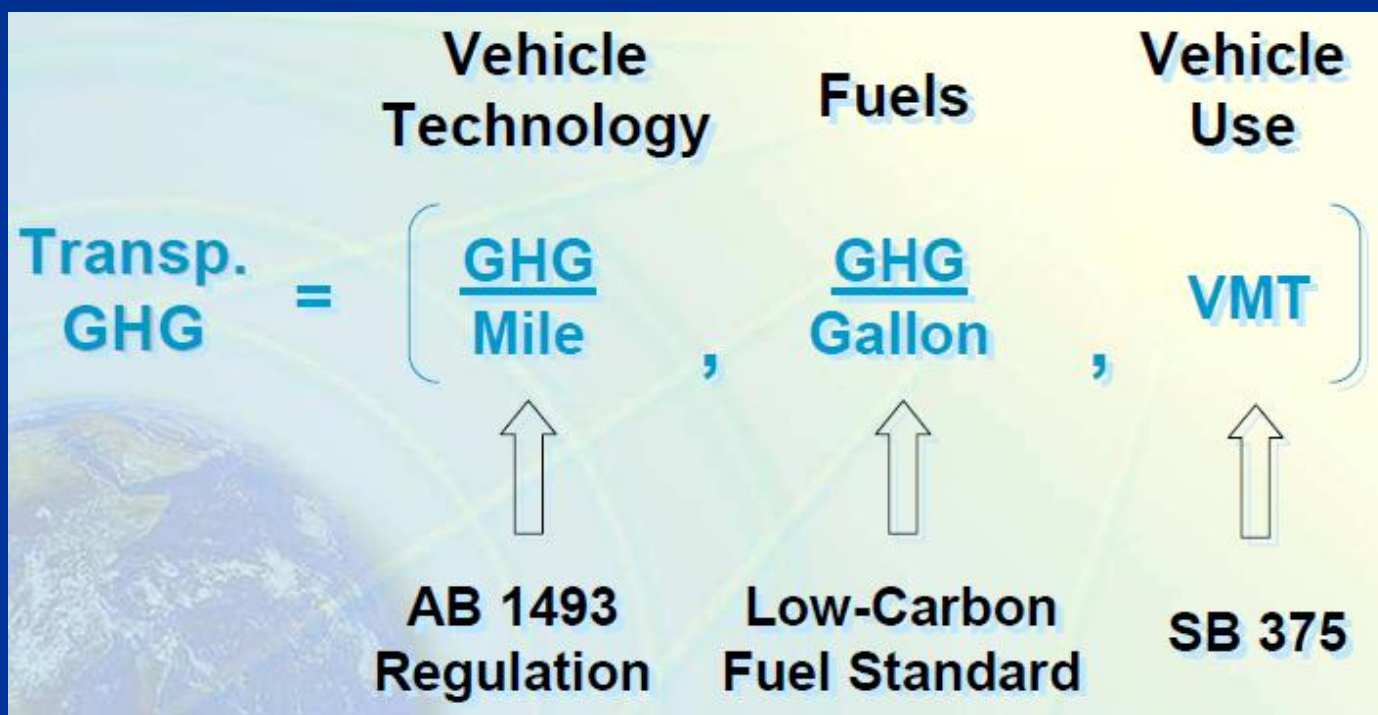 Vehicle
Technology
Fuels
Vehicle
Use
Transp.
GHG
=
GHG
Mile
,
GHG
Gallon
,
VMT
AB 1493
Regulation
Low-Carbon
Fuel Standard
SB 375